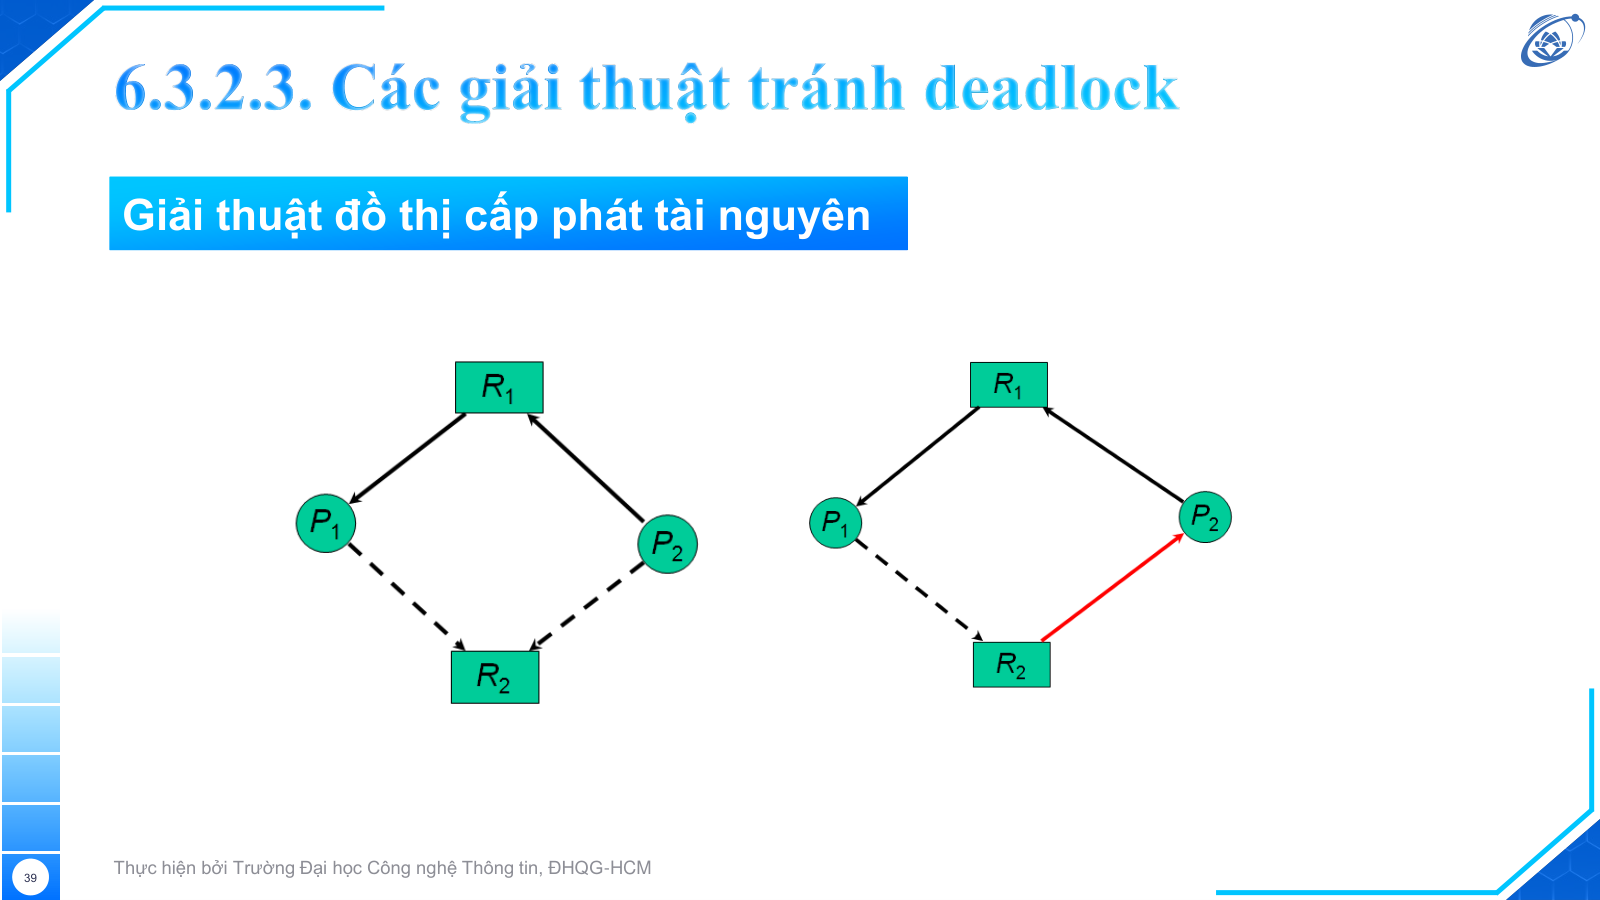 6.3.2.3. Các giải thuật tránh deadlock
Giải thuật đồ thị cấp phát tài nguyên
R1
P1
P2
R2
R1
P1
P2
R2
Thực hiện bởi Trường Đại học Công nghệ Thông tin, ĐHQG-HCM
39